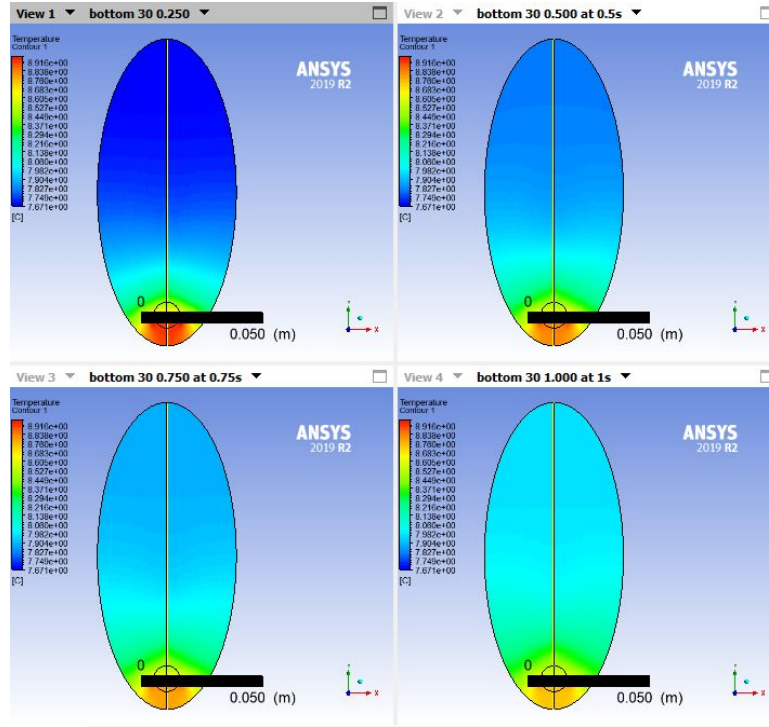 View 1 bottom 30 0.250
Temperature
Contour 1
8.916e+00
8.838e+00
8.760e+00
8.683e+00
8.605e+00
8.527e+00
8.449e+00
8.371e+00
8.294e+00
8.216e+00
8.138e+00
8.060e+00
7.982e+00
7.904e+00
7.827e+00
7.749e+00
7.671e+00
[C]
ANSYS
2019 R2
0
0.050 (m)
Y
X
View 2 bottom 30 0.500 at 0.5s
Temperature
Contour 1
8.916e+00
8.838e+00
8.760e+00
8.683e+00
8.605e+00
8.527e+00
8.449e+00
8.371e+00
8.294e+00
8.216e+00
8.138e+00
8.060e+00
7.982e+00
7.904e+00
7.827e+00
7.749e+00
7.671e+00
[C]
ANSYS
2019 R2
0
0.050 (m)
Y
X
View 3 bottom 30 0.750 at 0.75s
Temperature
Contour 1
8.916e+00
8.838e+00
8.760e+00
8.683e+00
8.605e+00
8.527e+00
8.449e+00
8.371e+00
8.294e+00
8.216e+00
8.138e+00
8.060e+00
7.982e+00
7.904e+00
7.827e+00
7.749e+00
7.671e+00
[C]
ANSYS
2019 R2
0
0.050 (m)
Y
X
View 4 bottom 30 1.000 at 1s
Temperature
Contour 1
8.916e+00
8.838e+00
8.760e+00
8.683e+00
8.605e+00
8.527e+00
8.449e+00
8.371e+00
8.294e+00
8.216e+00
8.138e+00
8.060e+00
7.982e+00
7.904e+00
7.827e+00
7.749e+00
7.671e+00
[C]
ANSYS
2019 R2
0
0.050 (m)
Y
X